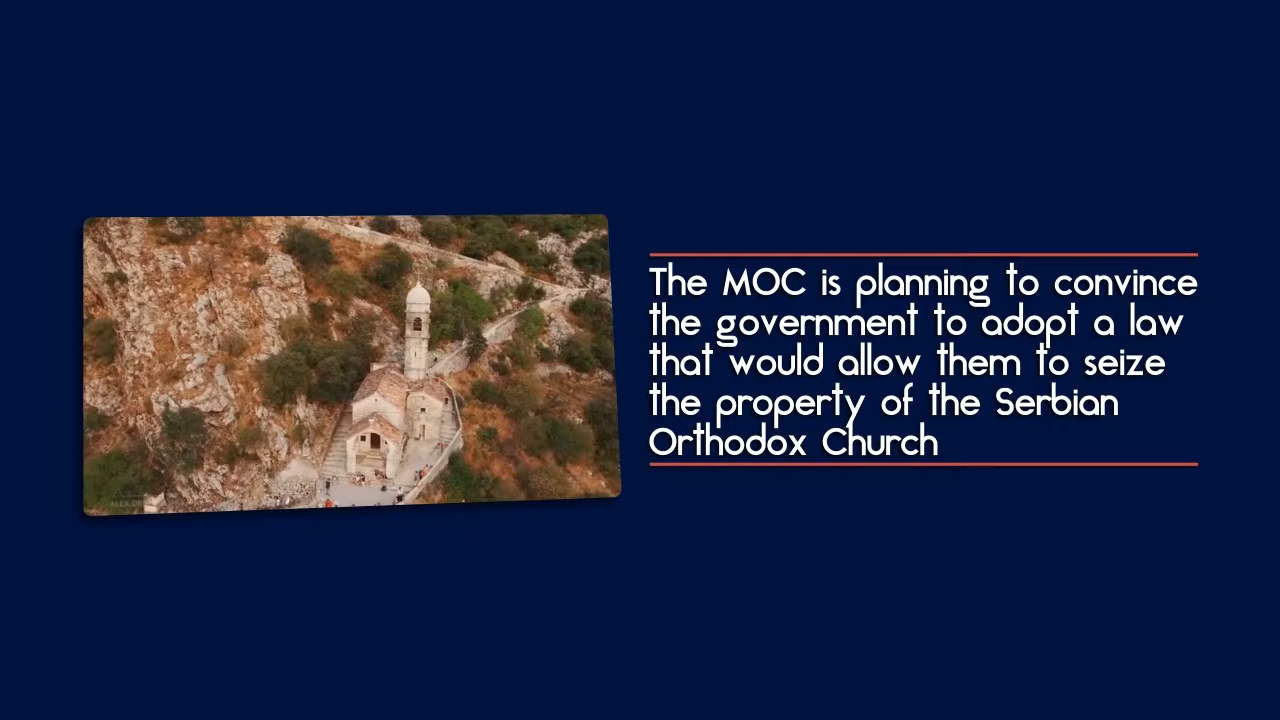 The MOC is planning to convince
the government to adopt a law
that would allow them to seize
the property of the Serbian
Orthodox Church